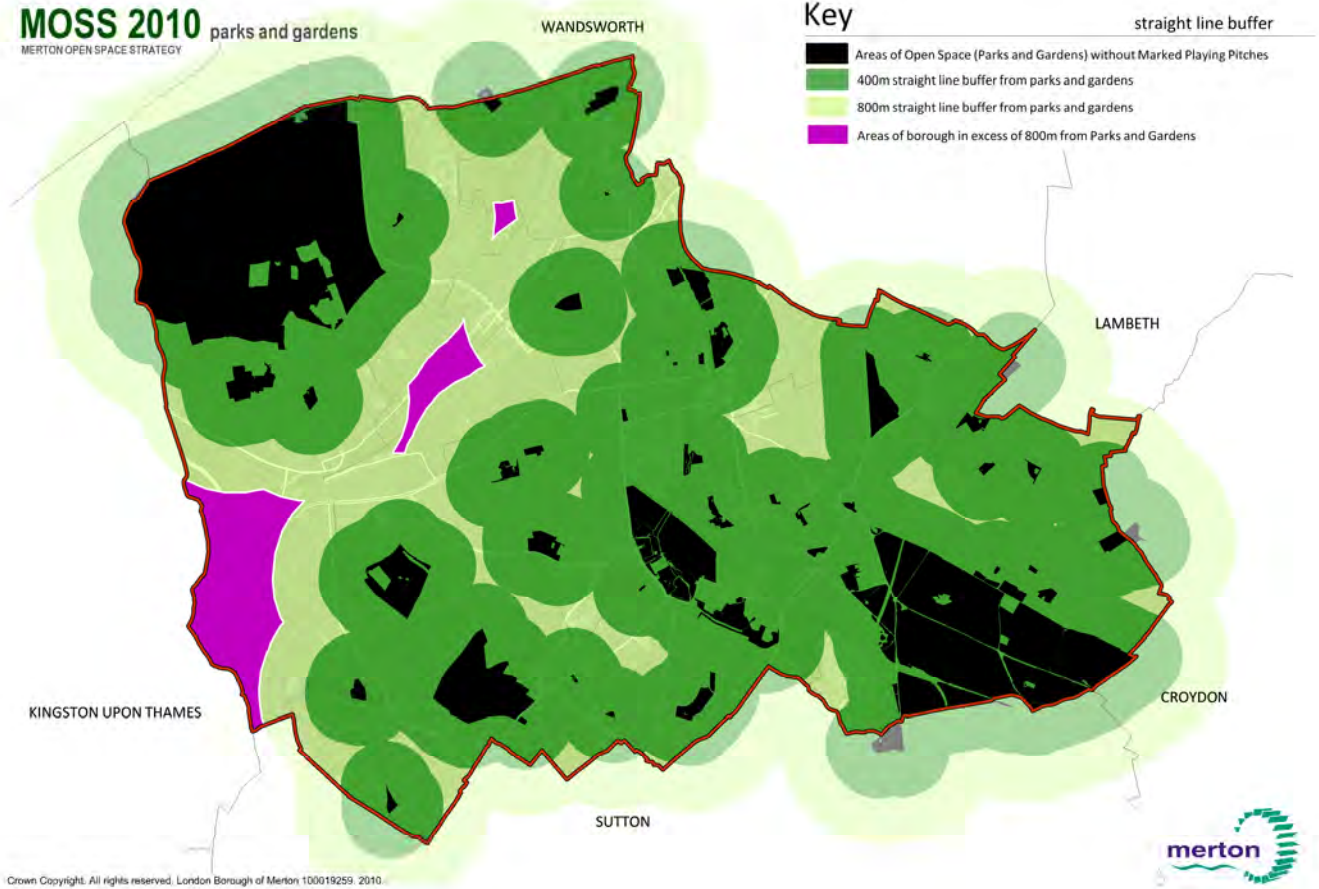 MOSS 2010 parks and gardens
MERTON OPEN SPACE STRATEGY
WANDSWORTH
Key
straight line buffer
Areas of Open Space (Parks and Gardens) without Marked Playing Pitches
400m straight line buffer from parks and gardens
800m straight line buffer from parks and gardens
Areas of borough in excess of 800m from Parks and Gardens
LAMBETH
CROYDON
KINGSTON UPON THAMES
SUTTON
merton
Crown Copyright. All rights reserved. London Borough of Merton 100019259. 2010.